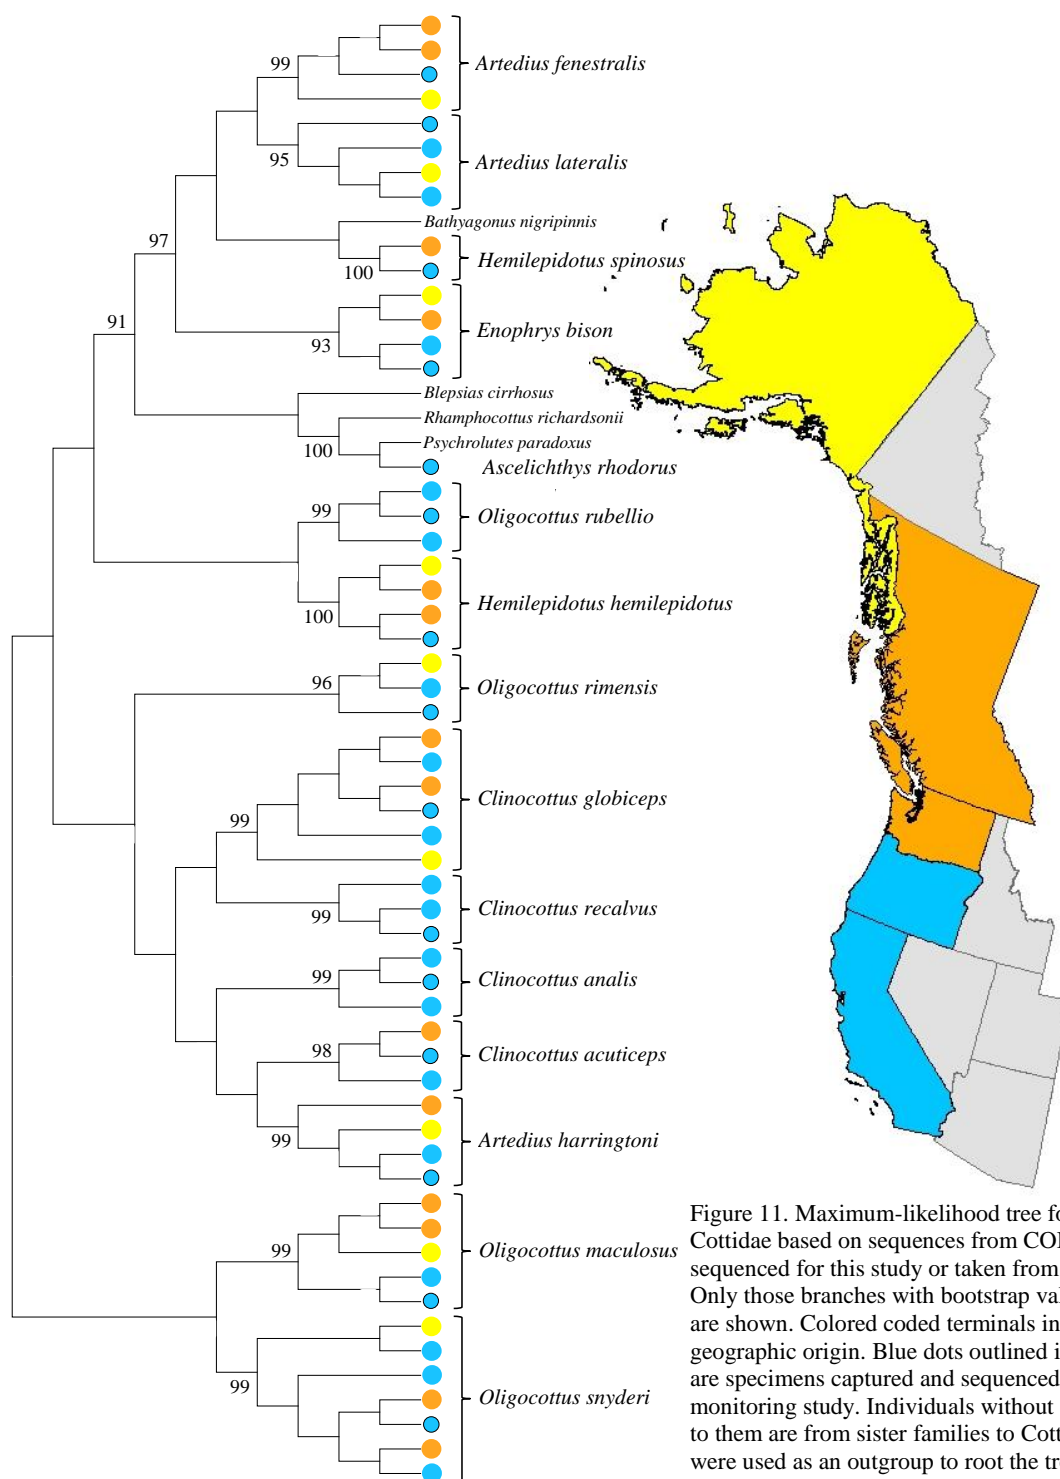 99
Artedius fenestralis
95
Artedius lateralis
Bathyagonus nigripinnis
97
100
Hemilepidotus spinosus
91
93
Enophrys bison
Blepsias cirrhosus
Rhamphocottus richardsonii
100
Psychrolutes paradoxus
Ascelichthys rhodorus
99
Oligocottus rubellio
100
Hemilepidotus hemilepidotus
96
Oligocottus rimensis
99
Clinocottus globiceps
99
Clinocottus recalvus
99
Clinocottus analis
98
Clinocottus acuticeps
99
Artedius harringtoni
99
Oligocottus maculosus
99
Oligocottus snyderi
Figure 11. Maximum-likelihood tree fo
Cottidae based on sequences from COI
sequenced for this study or taken from
Only those branches with bootstrap val
are shown. Colored coded terminals in
geographic origin. Blue dots outlined i
are specimens captured and sequenced
monitoring study. Individuals without
to them are from sister families to Cott
were used as an outgroup to root the tr